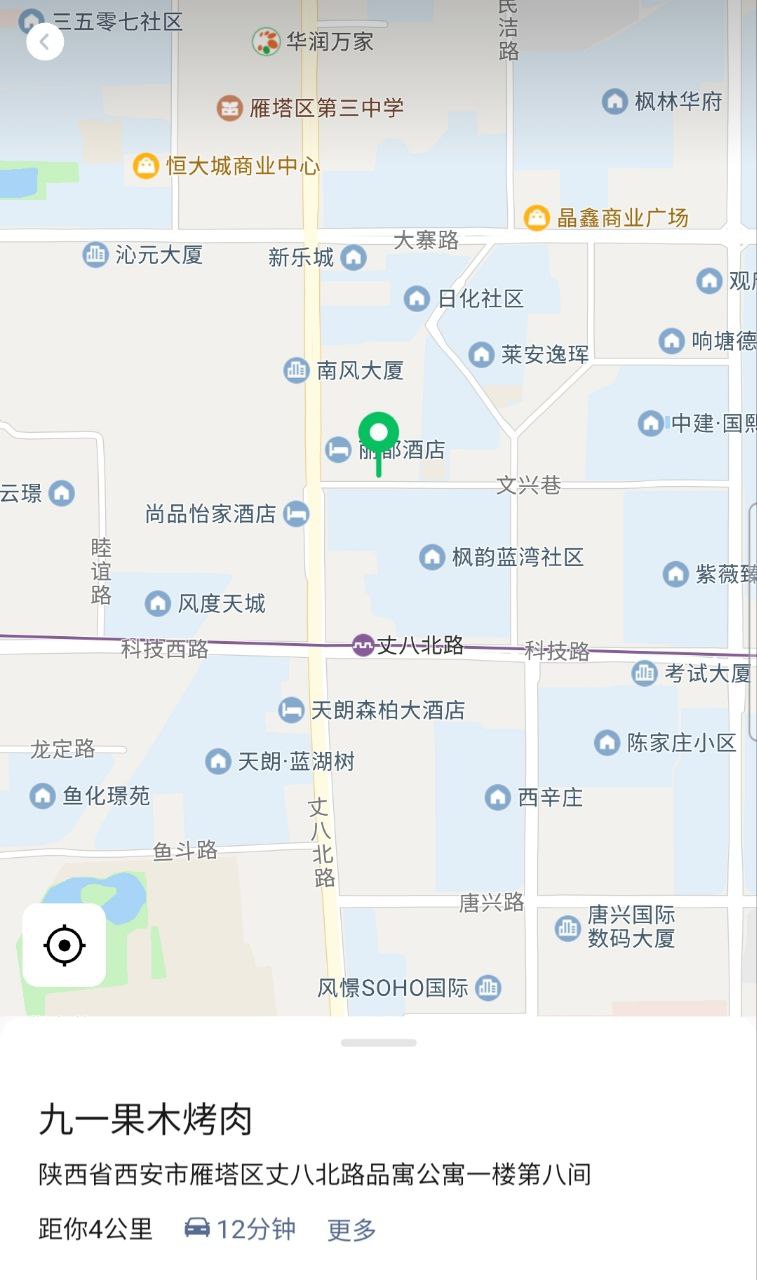 三五零七社区
华润万家
民洁路
雁塔区第三中学
枫林华府
恒大城商业中心
晶鑫商业广场
大寨路
沁元大厦
新乐城
日化社区
响塘德
莱安逸珲
南风大厦
中建·国熙
丽都酒店
云璟
文兴巷
尚品怡家酒店
睦谊路
枫韵蓝湾社区
紫薇臻
风度天城
科技西路
丈八北路
科技路
考试大厦
天朗森柏大酒店
龙定路
陈家庄小区
天朗·蓝湖树
鱼化璟苑
西辛庄
丈八北路
鱼斗路
唐兴路
唐兴国际
数码大厦
风憬SOHO国际
九一果木烤肉
陕西省西安市雁塔区丈八北路品寓公寓一楼第八间
距你4公里 12分钟 更多